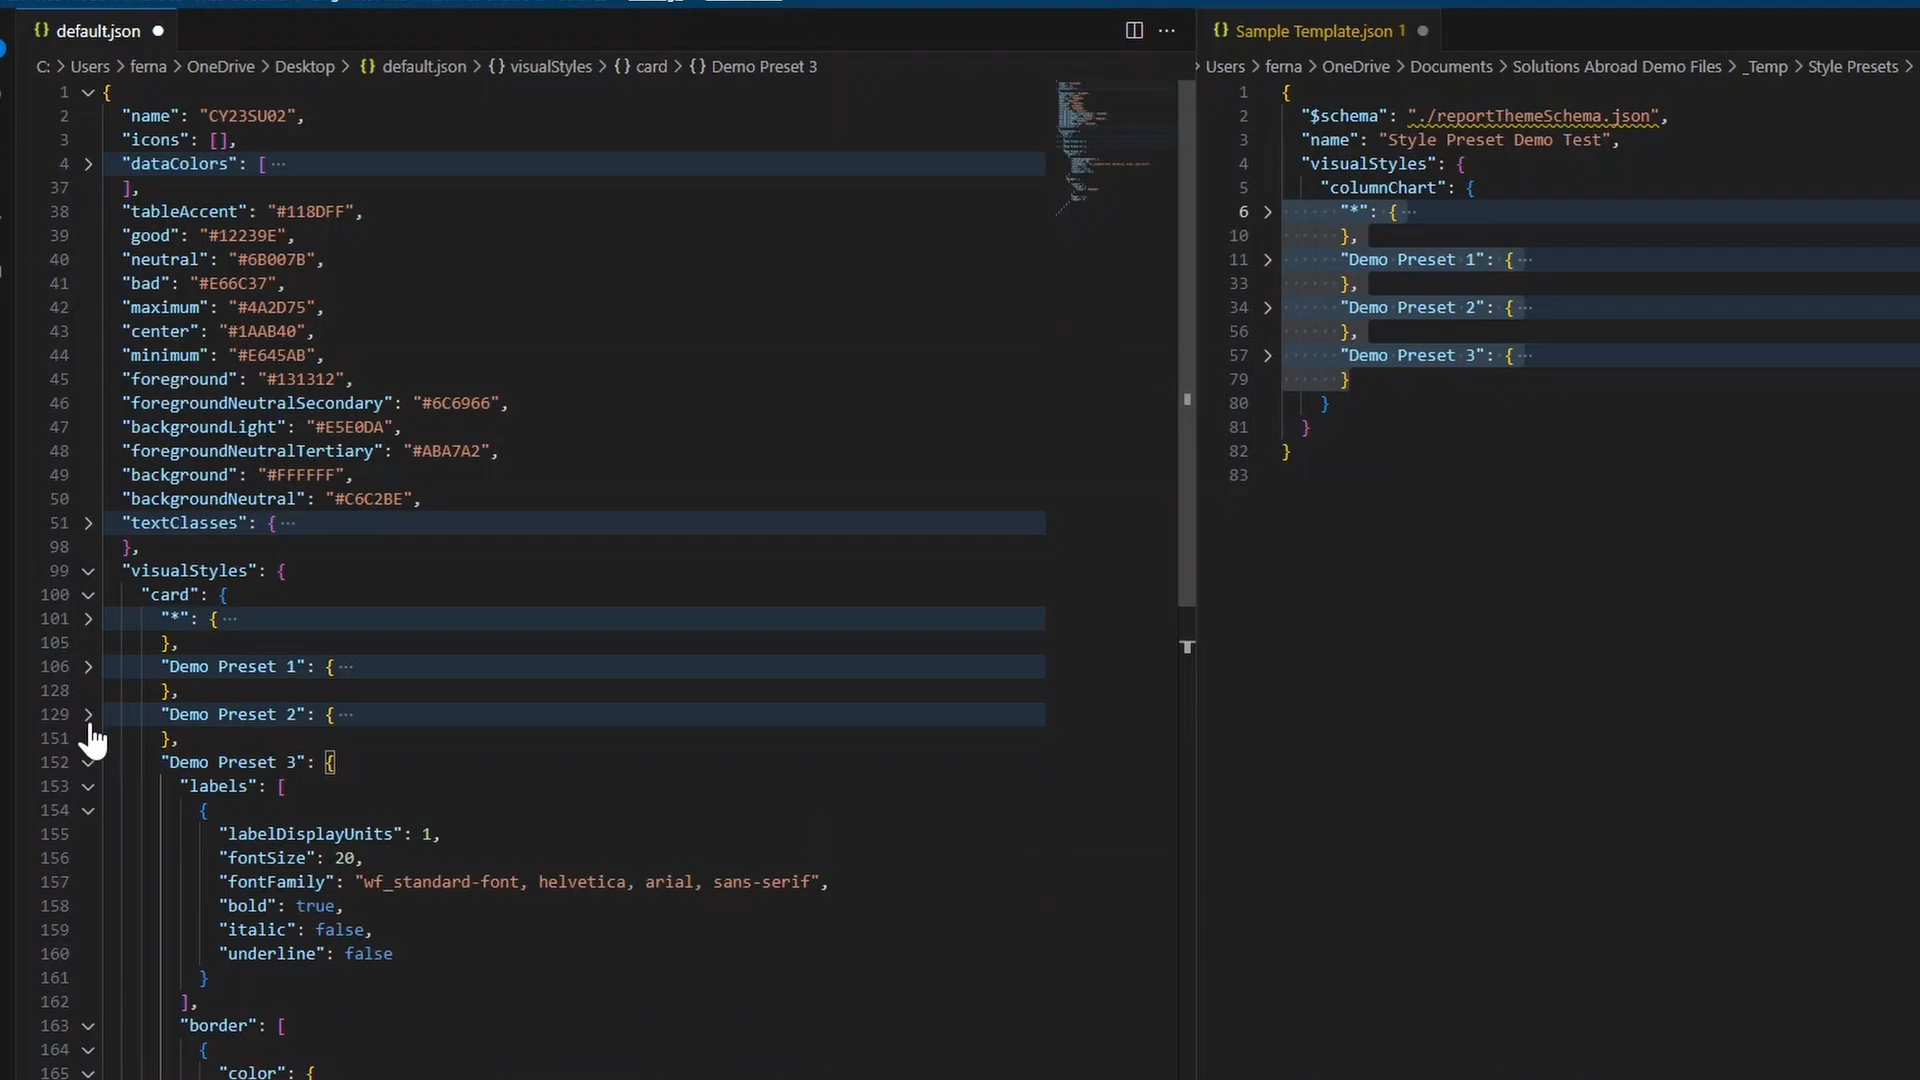 {} default.json ●
C: > Users > ferna > OneDrive > Desktop > {} default.json > {} visualStyles > {} card > {} Demo Preset 3
1 {
2 "name": "CY23SU02",
3 "icons": [],
4 "dataColors": [ ···
37 ],
38 "tableAccent": "#118DFF",
39 "good": "#12239E",
40 "neutral": "#6B007B",
41 "bad": "#E66C37",
42 "maximum": "#4A2D75",
43 "center": "#1AAB40",
44 "minimum": "#E645AB",
45 "foreground": "#131312",
46 "foregroundNeutralSecondary": "#6C6966",
47 "backgroundLight": "#E5E0DA",
48 "foregroundNeutralTertiary": "#ABA7A2",
49 "background": "#FFFFFF",
50 "backgroundNeutral": "#C6C2BE",
51 "textClasses": { ···
98 },
99 "visualStyles": {
100 "card": {
101 "*": { ···
105 },
106 "Demo Preset 1": { ···
128 },
129 "Demo Preset 2": { ···
151 },
152 "Demo Preset 3": {
153 "labels": [
154 {
155 "labelDisplayUnits": 1,
156 "fontSize": 20,
157 "fontFamily": "wf_standard-font, helvetica, arial, sans-serif",
158 "bold": true,
159 "italic": false,
160 "underline": false
161 }
162 ],
163 "border": [
164 {
165 "color": {
{} Sample Template.json 1 ●
> Users > ferna > OneDrive > Documents > Solutions Abroad Demo Files > _Temp > Style Presets >
1 {
2 "$schema": "./reportThemeSchema.json",
3 "name": "Style Preset Demo Test",
4 "visualStyles": {
5 "columnChart": {
6 "*": { ···
10 },
11 "Demo Preset 1": { ···
33 },
34 "Demo Preset 2": { ···
56 },
57 "Demo Preset 3": { ···
79 }
80 }
81 }
82 }
83